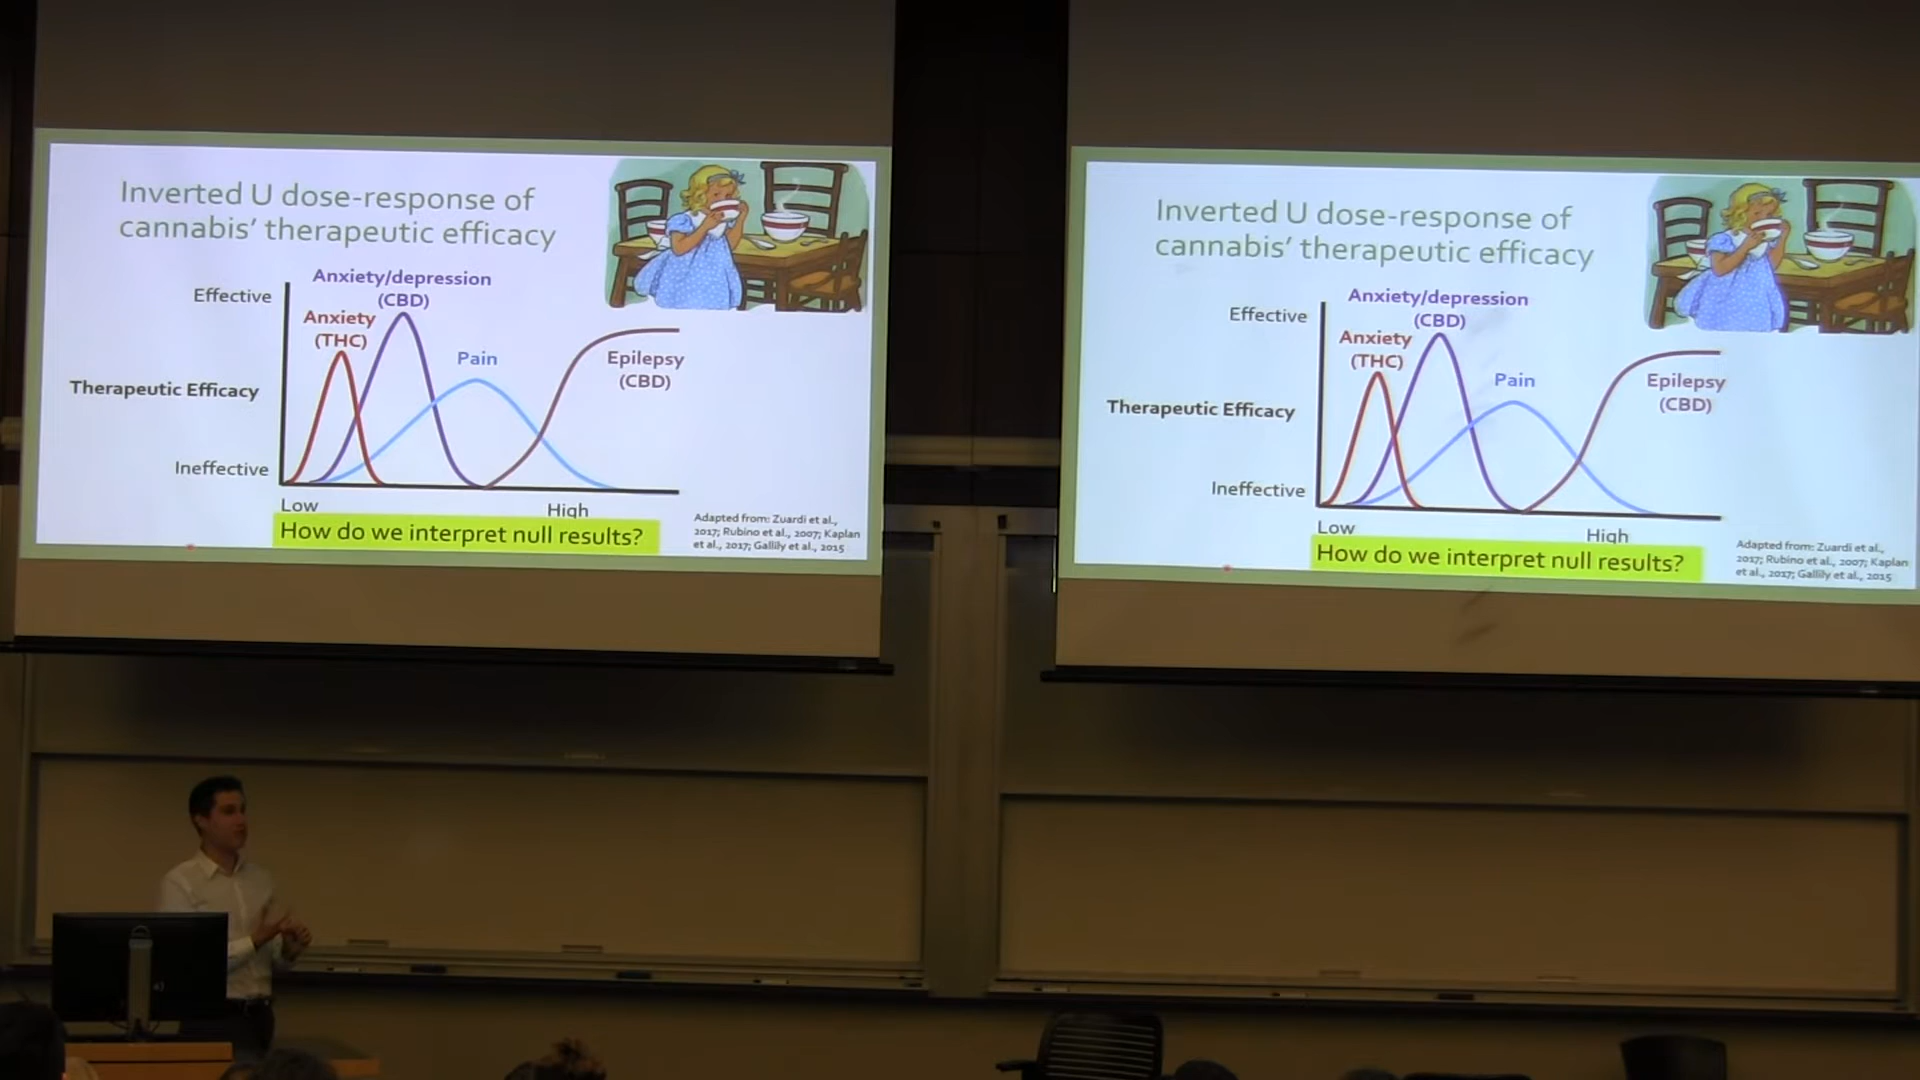 Inverted U dose-response of
cannabis' therapeutic efficacy
Anxiety/depression
(CBD)
Effective
Anxiety
(THC)
Pain
Epilepsy
(CBD)
Therapeutic Efficacy
Ineffective
Low
High
How do we interpret null results?
Adapted from: Zuardi et al.,
2017; Rubino et al., 2007; Kaplan
et al., 2017; Gallily et al., 2015
Inverted U dose-response of
cannabis' therapeutic efficacy
Anxiety/depression
(CBD)
Effective
Anxiety
(THC)
Pain
Epilepsy
(CBD)
Therapeutic Efficacy
Ineffective
Low
High
How do we interpret null results?
Adapted from: Zuardi et al.,
2017; Rubino et al., 2007; Kaplan
et al., 2017; Gallily et al., 2015